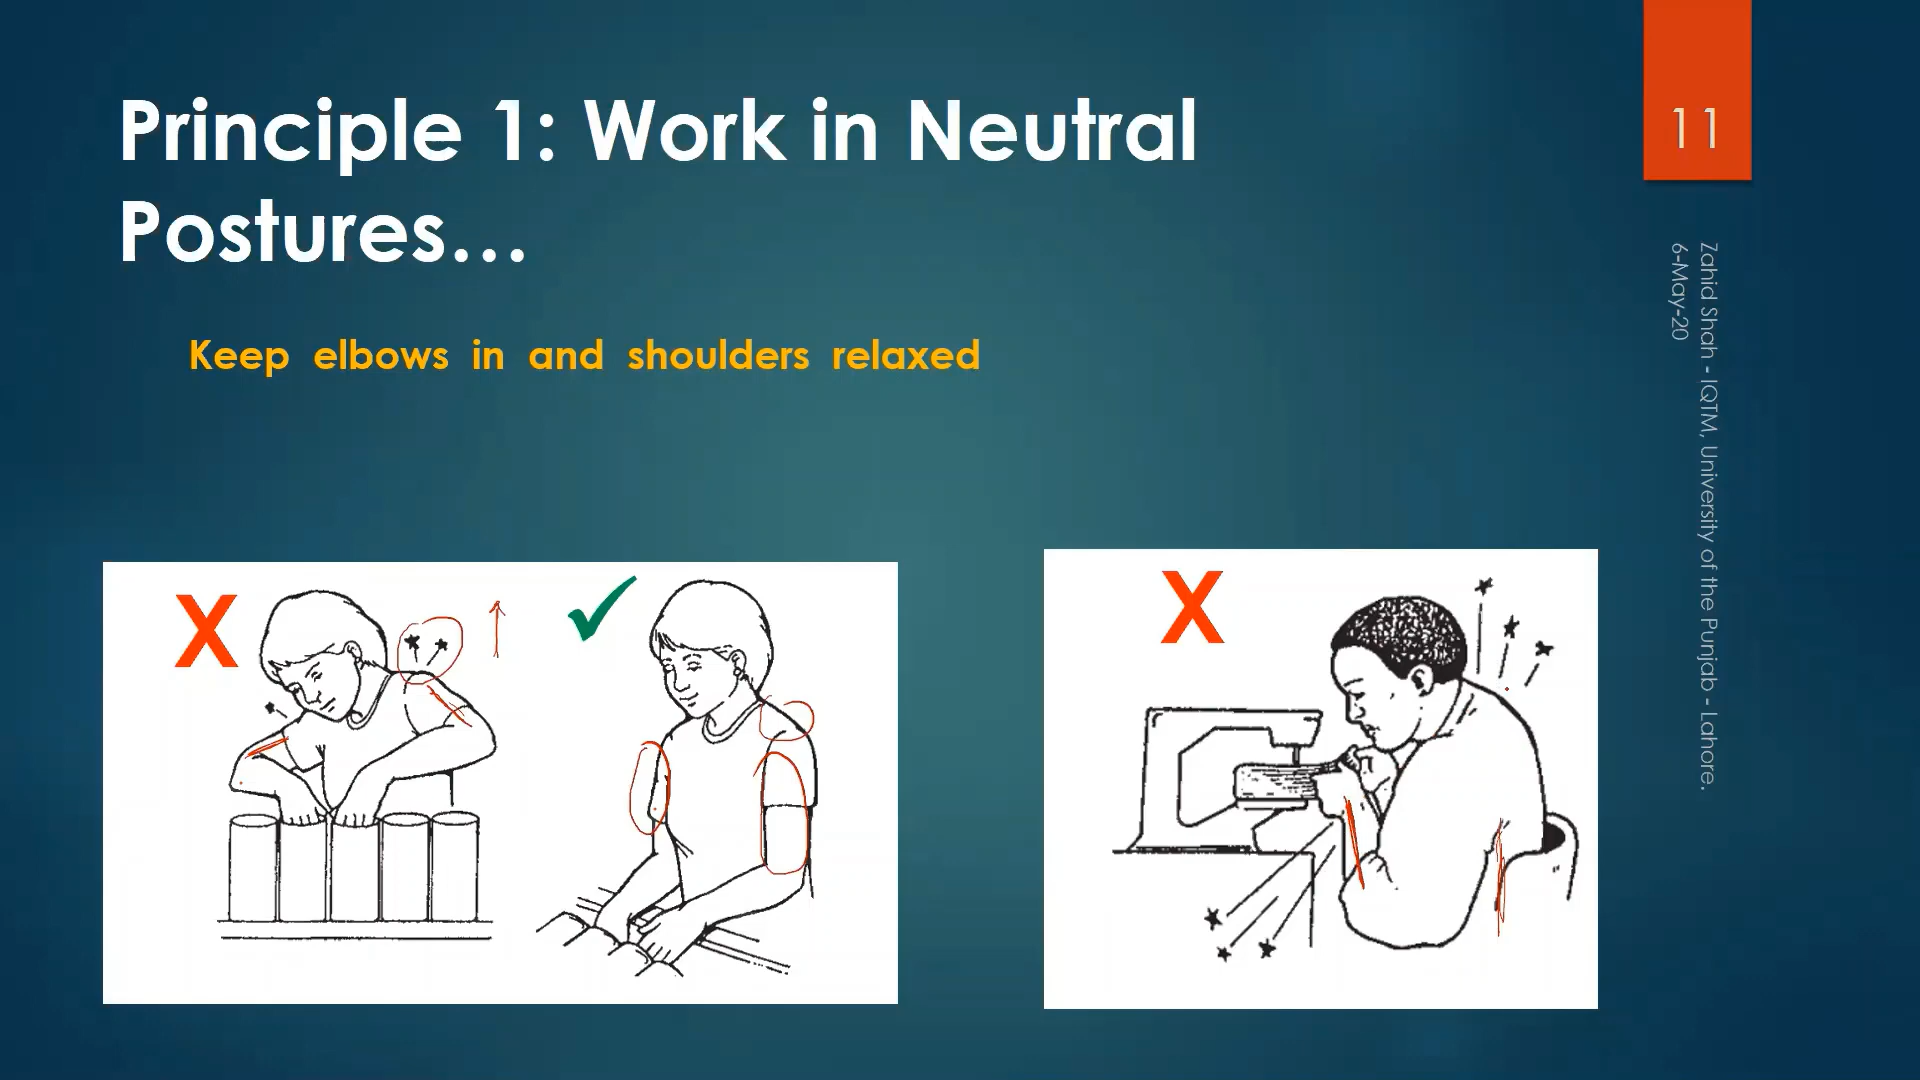 Principle 1: Work in Neutral
Postures…
11
Keep elbows in and shoulders relaxed
Zahid Shah - IQTM, University of the Punjab - Lahore.
6-May-20
X
X